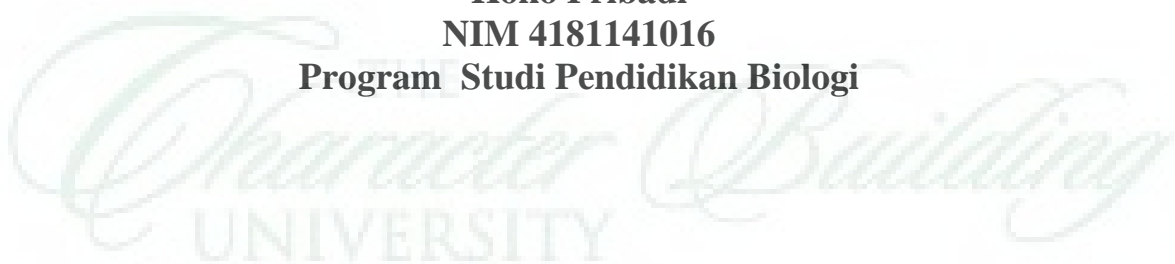 NIM 4181141016
Program Studi Pendidikan Biologi
THE
Character Building
UNIVERSITY